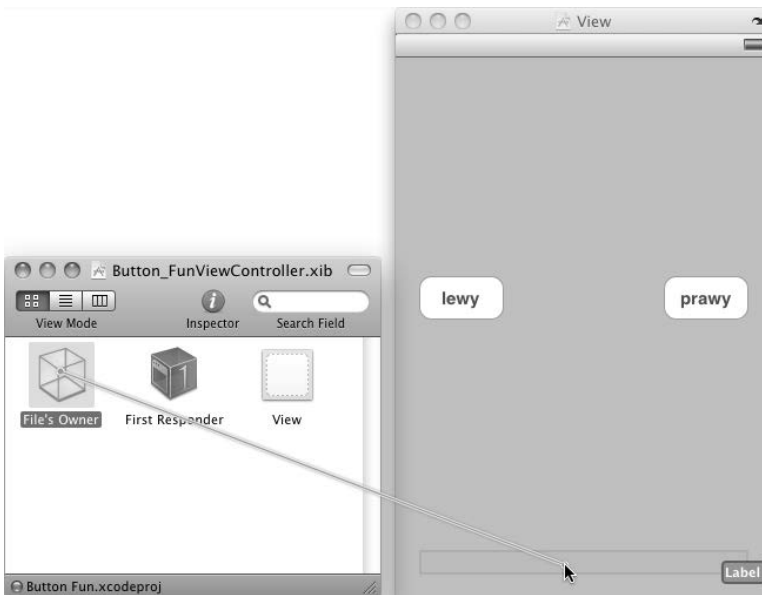 View
Button_FunViewController.xib
View Mode
Inspector
Search Field
File's Owner
First Responder
1
View
Button Fun.xcodeproj
lewy
prawy
Label